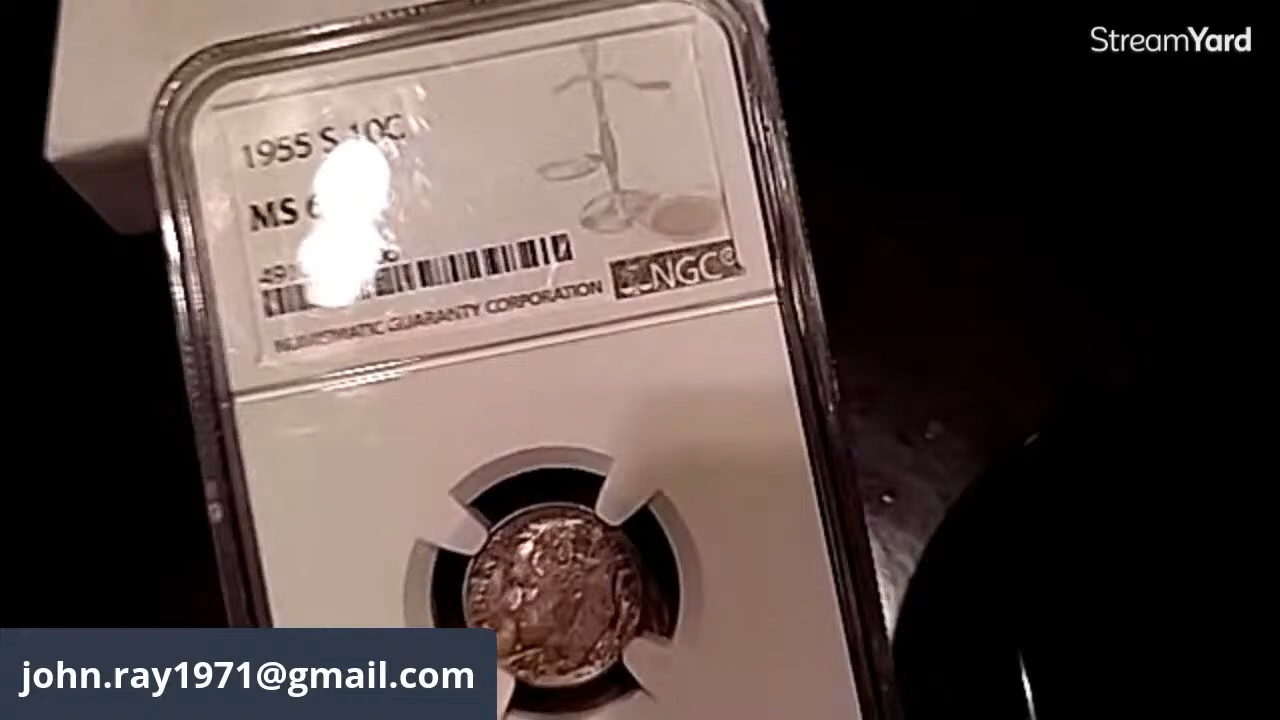 StreamYard
1955 S 10C
MS
NUMISMATIC GUARANTY CORPORATION
NGC
john.ray1971@gmail.com